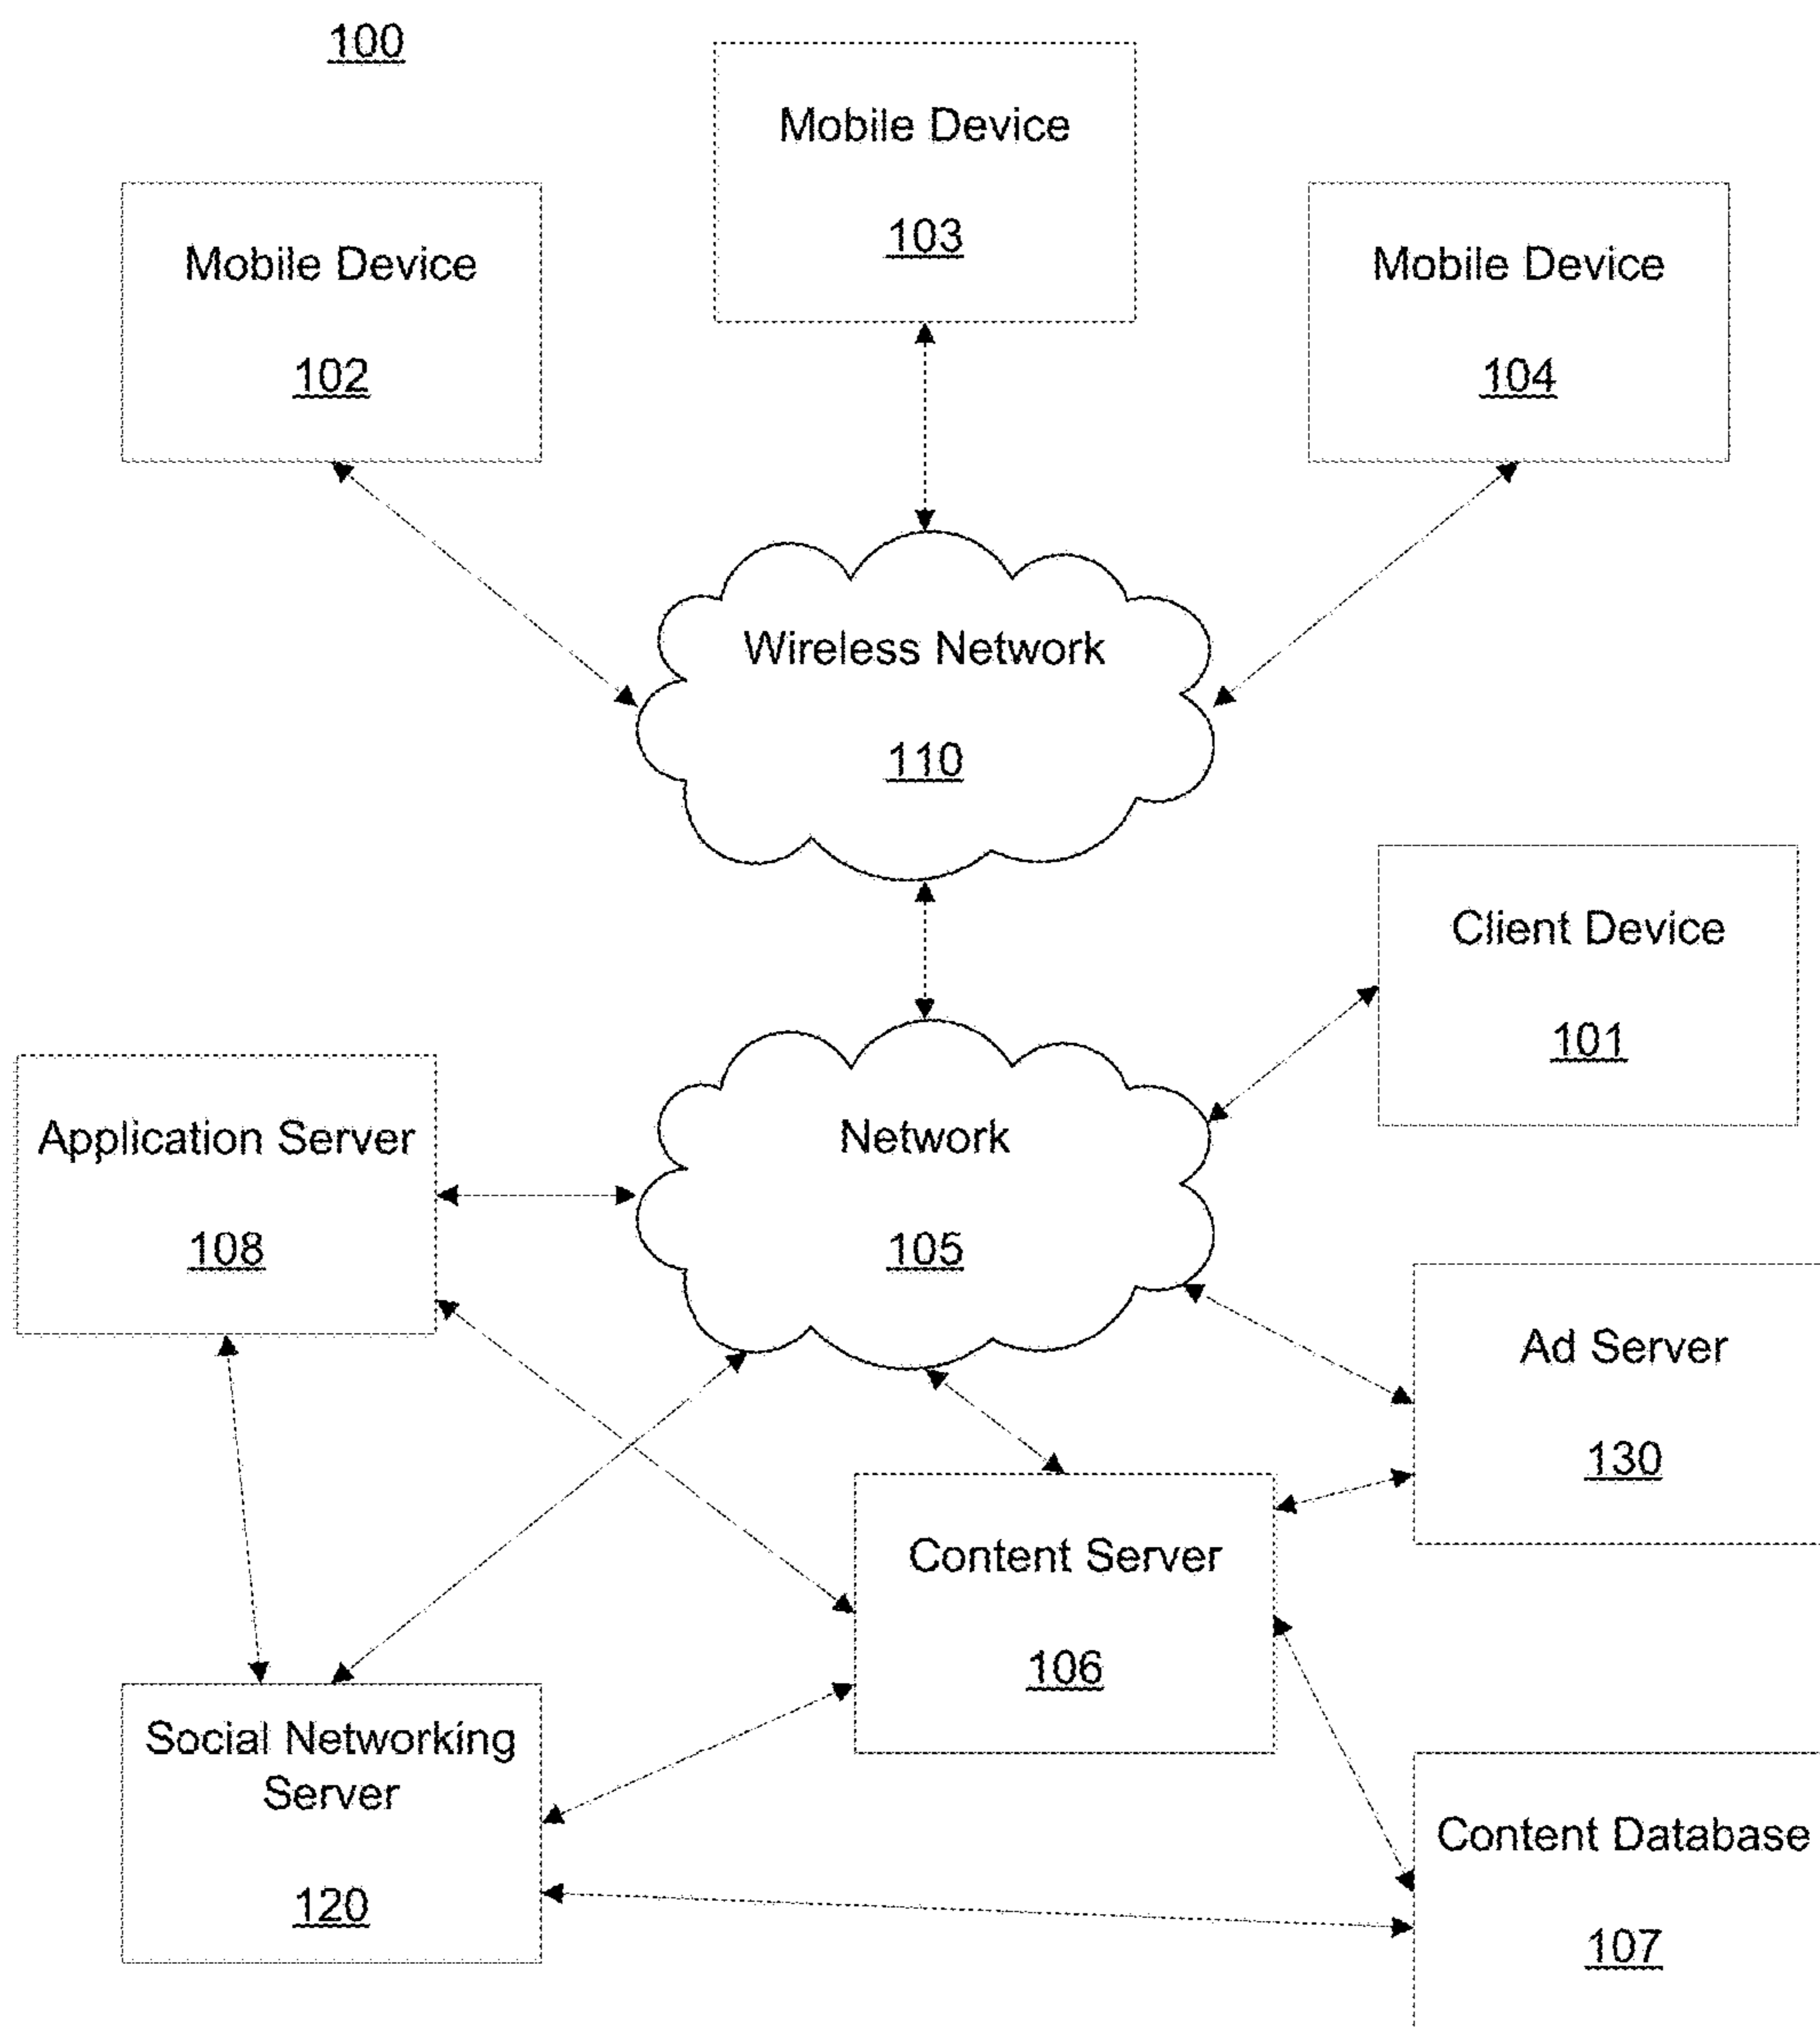 100
Mobile Device
103
Mobile Device
102
Mobile Device
104
Wireless Network
110
Client Device
101
Network
105
Application Server
108
Ad Server
130
Content Server
106
Social Networking
Server
120
Content Database
107